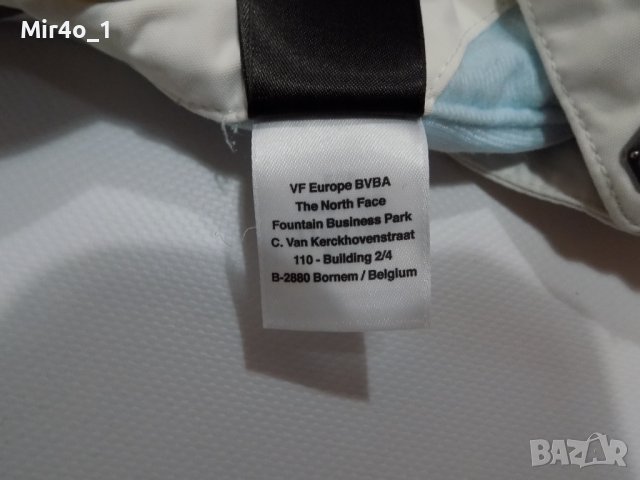 Mir4o_1
VF Europe BVBA
The North Face
Fountain Business Park
C. Van Kerckhovenstraat
110 - Building 2/4
B-2880 Bornem / Belgium
BAZAR